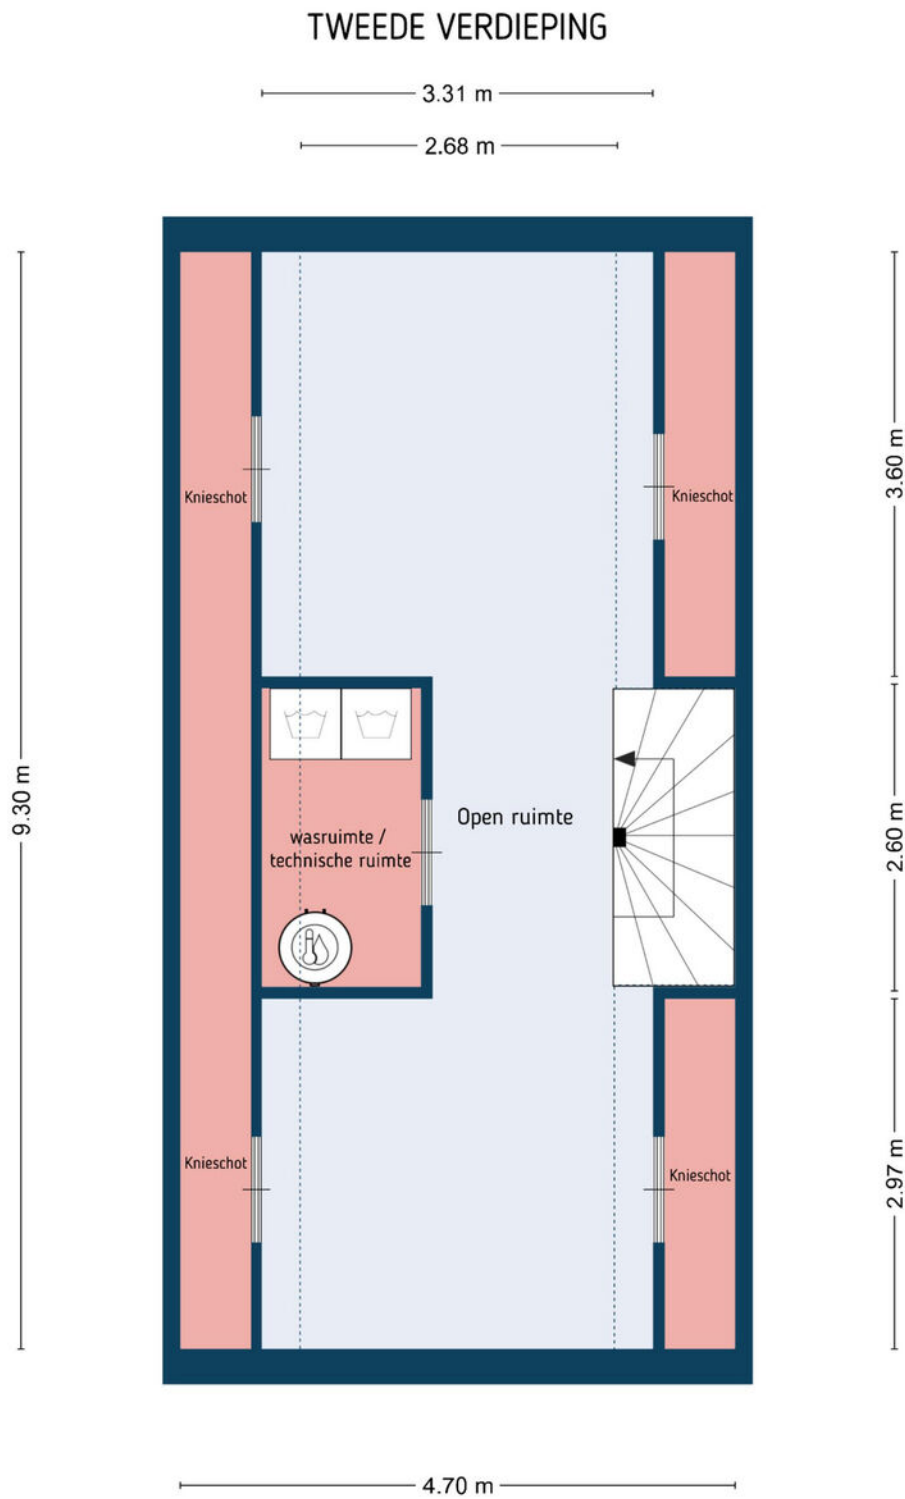 TWEEDE VERDIEPING
3.31 m
2.68 m
3.60 m
Knieschot
Knieschot
9.30 m
Open ruimte
wasruimte /
technische ruimte
2.60 m
Knieschot
Knieschot
2.97 m
4.70 m